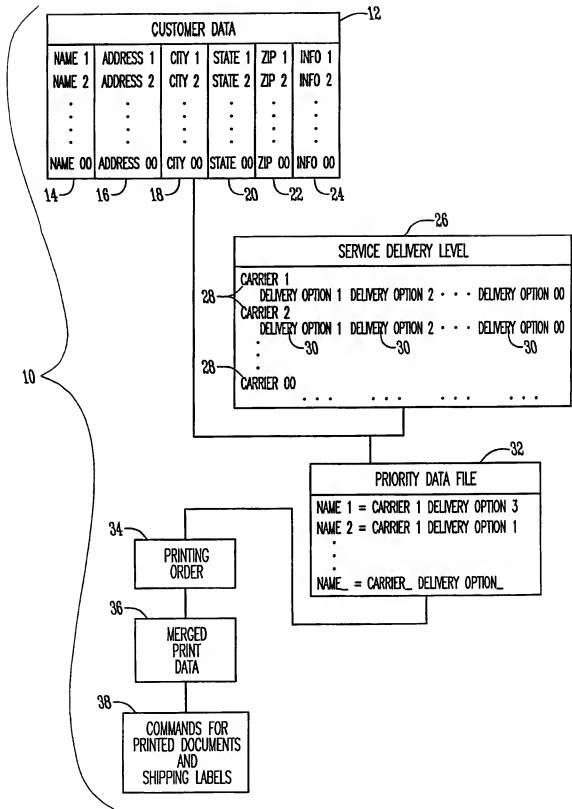 12
CUSTOMER DATA
NAME 1 ADDRESS 1 CITY 1 STATE 1 ZIP 1 INFO 1
NAME 2 ADDRESS 2 CITY 2 STATE 2 ZIP 2 INFO 2
NAME 00 ADDRESS 00 CITY 00 STATE 00 ZIP 00 INFO 00
14 16 18 20 22 24
26
SERVICE DELIVERY LEVEL
CARRIER 1
28 DELIVERY OPTION 1 DELIVERY OPTION 2 · · · DELIVERY OPTION 00
CARRIER 2
DELIVERY OPTION 1 DELIVERY OPTION 2 · · · DELIVERY OPTION 00
30 30 30
28
CARRIER 00
10
32
PRIORITY DATA FILE
NAME 1 = CARRIER 1 DELIVERY OPTION 3
NAME 2 = CARRIER 1 DELIVERY OPTION 1
NAME_ = CARRIER_ DELIVERY OPTION_
34
PRINTING
ORDER
36
MERGED
PRINT
DATA
38
COMMANDS FOR
PRINTED DOCUMENTS
AND
SHIPPING LABELS